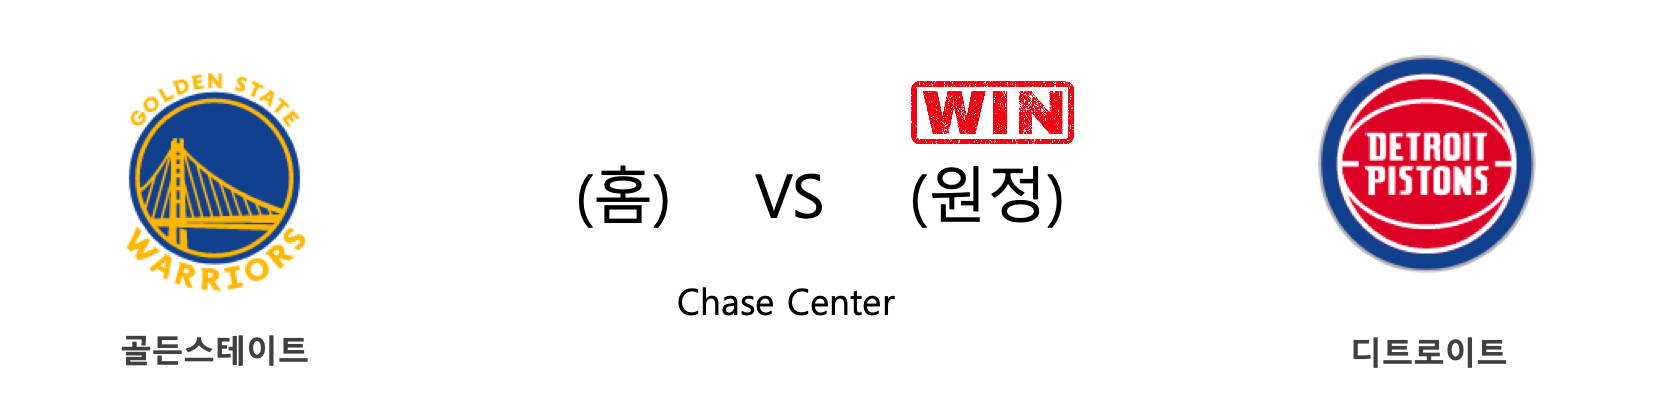 GOLDEN STATE
WARRIORS
골든스테이트
WIN
(홈) VS (원정)
Chase Center
DETROIT
PISTONS
디트로이트